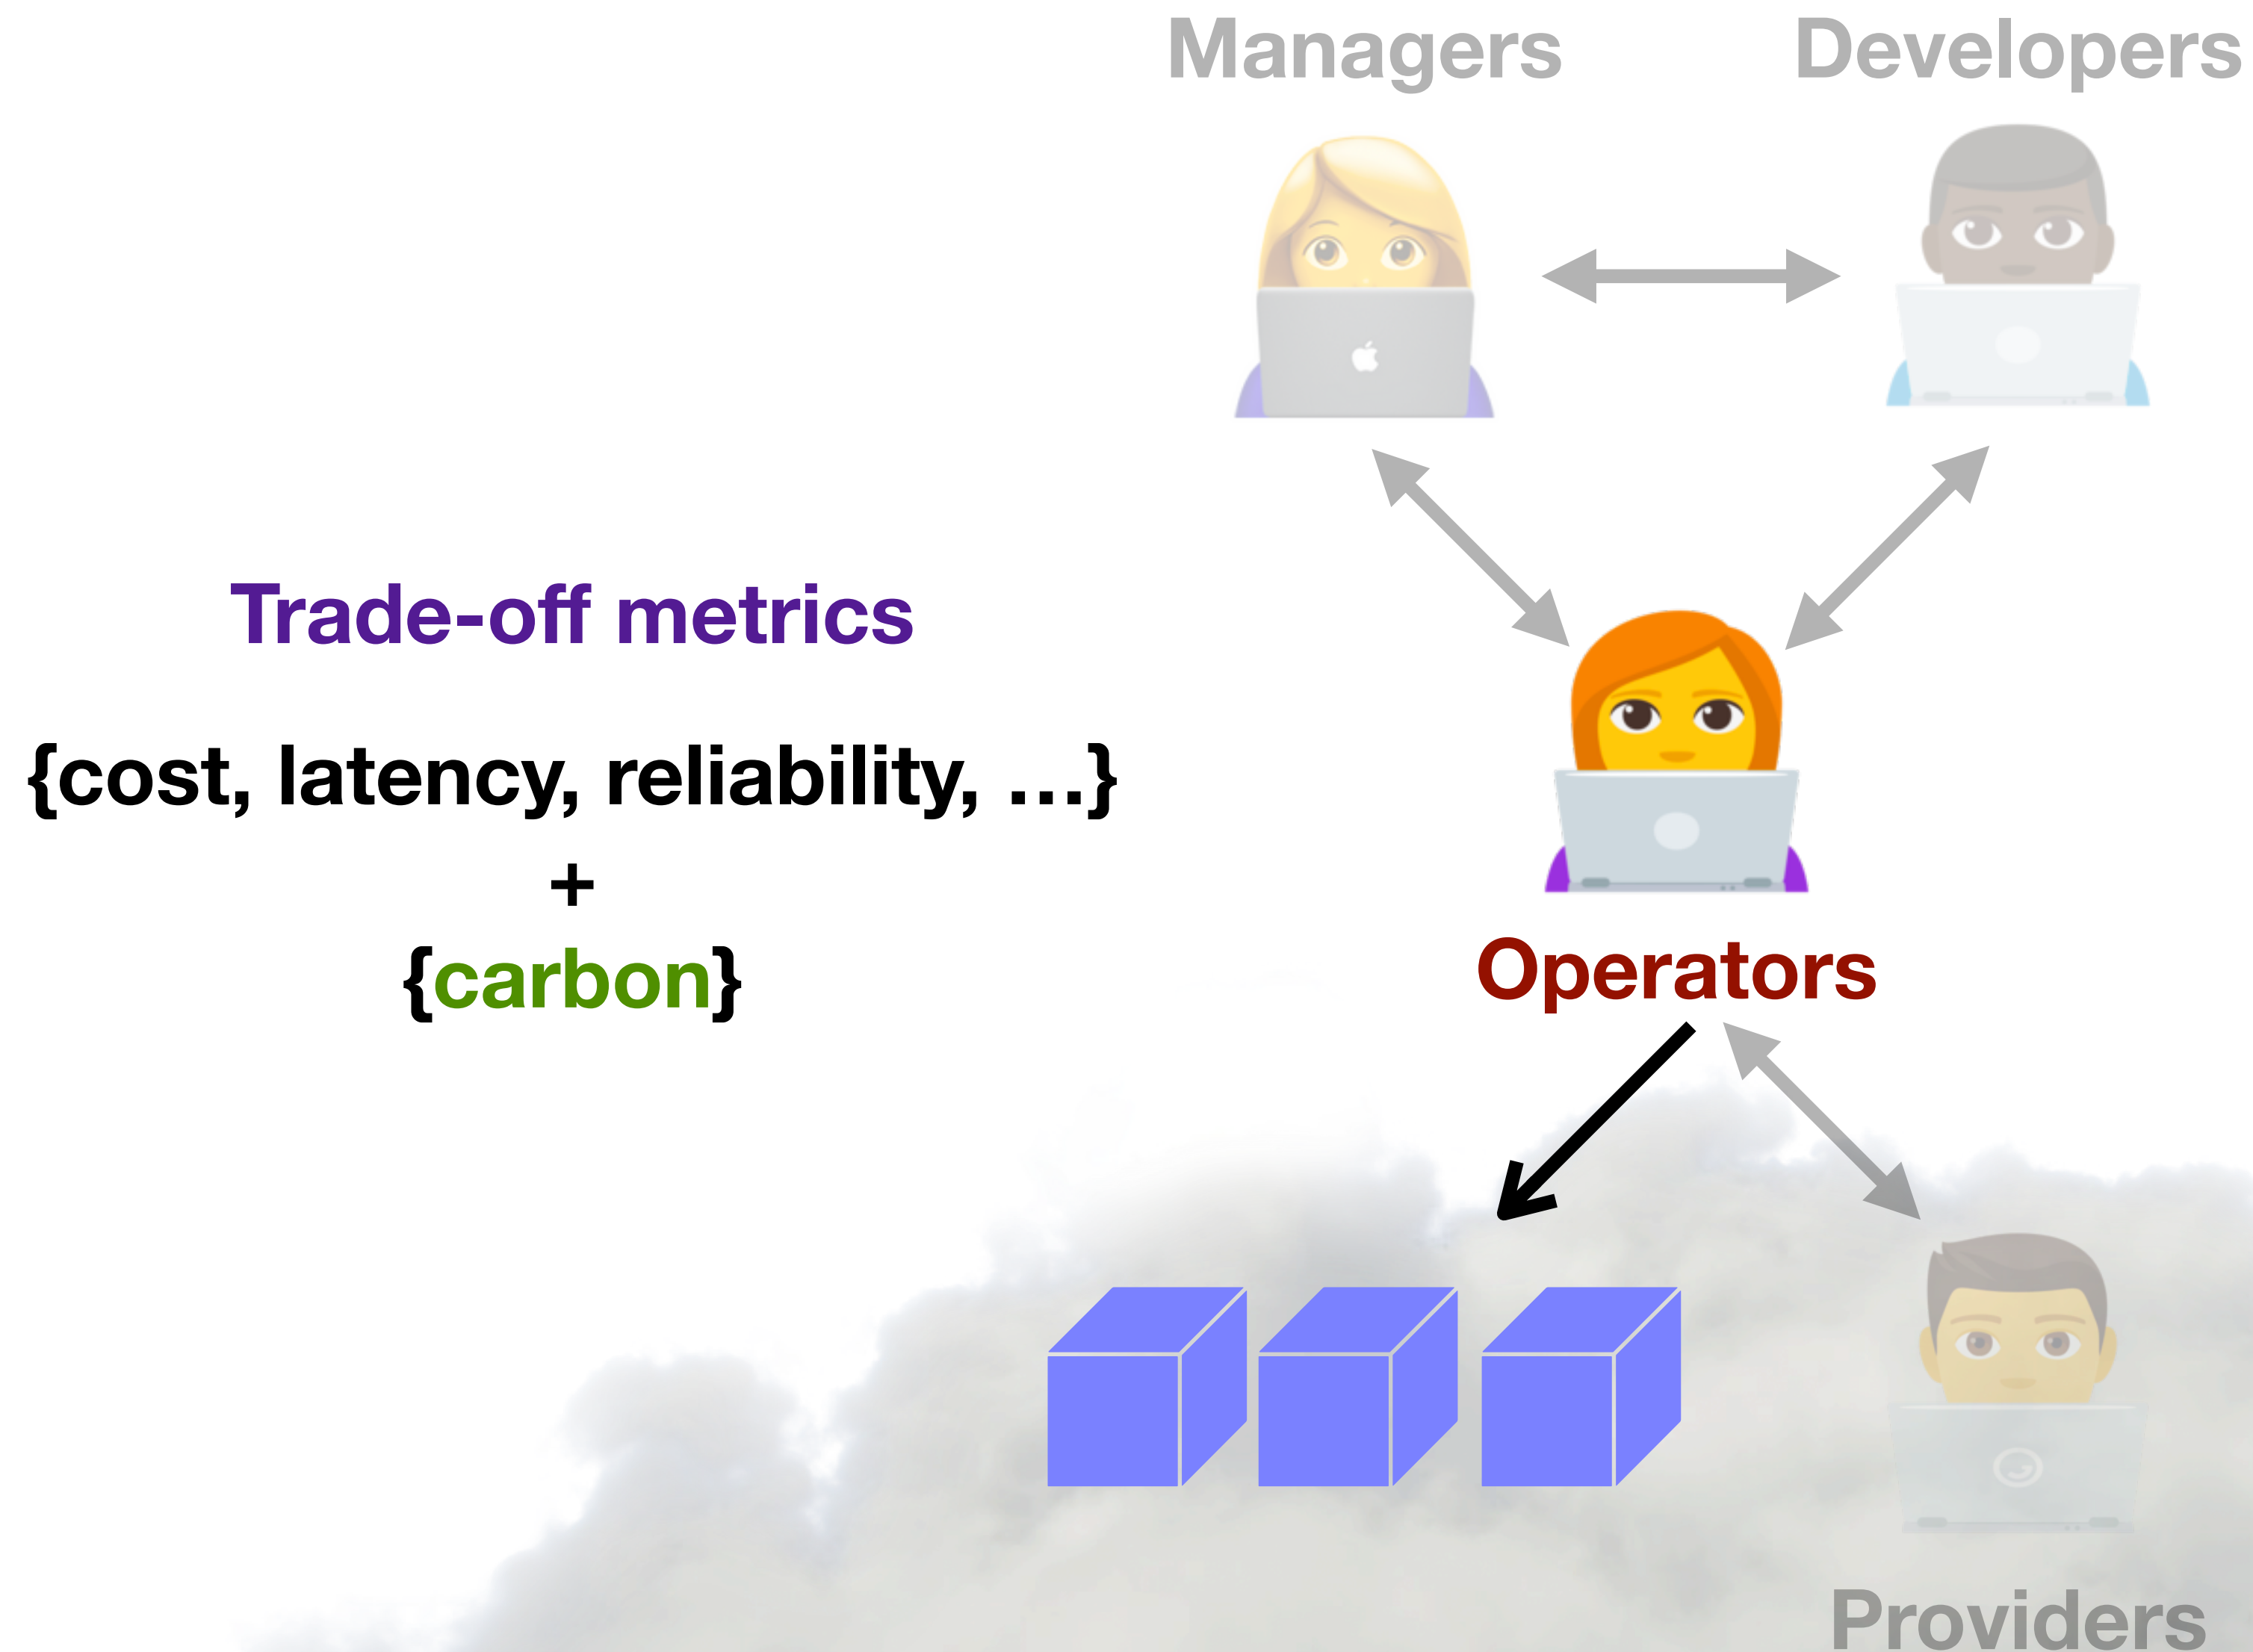 Managers
Developers
Trade-off metrics
{cost, latency, reliability, …}
+
{carbon}
Operators
Providers